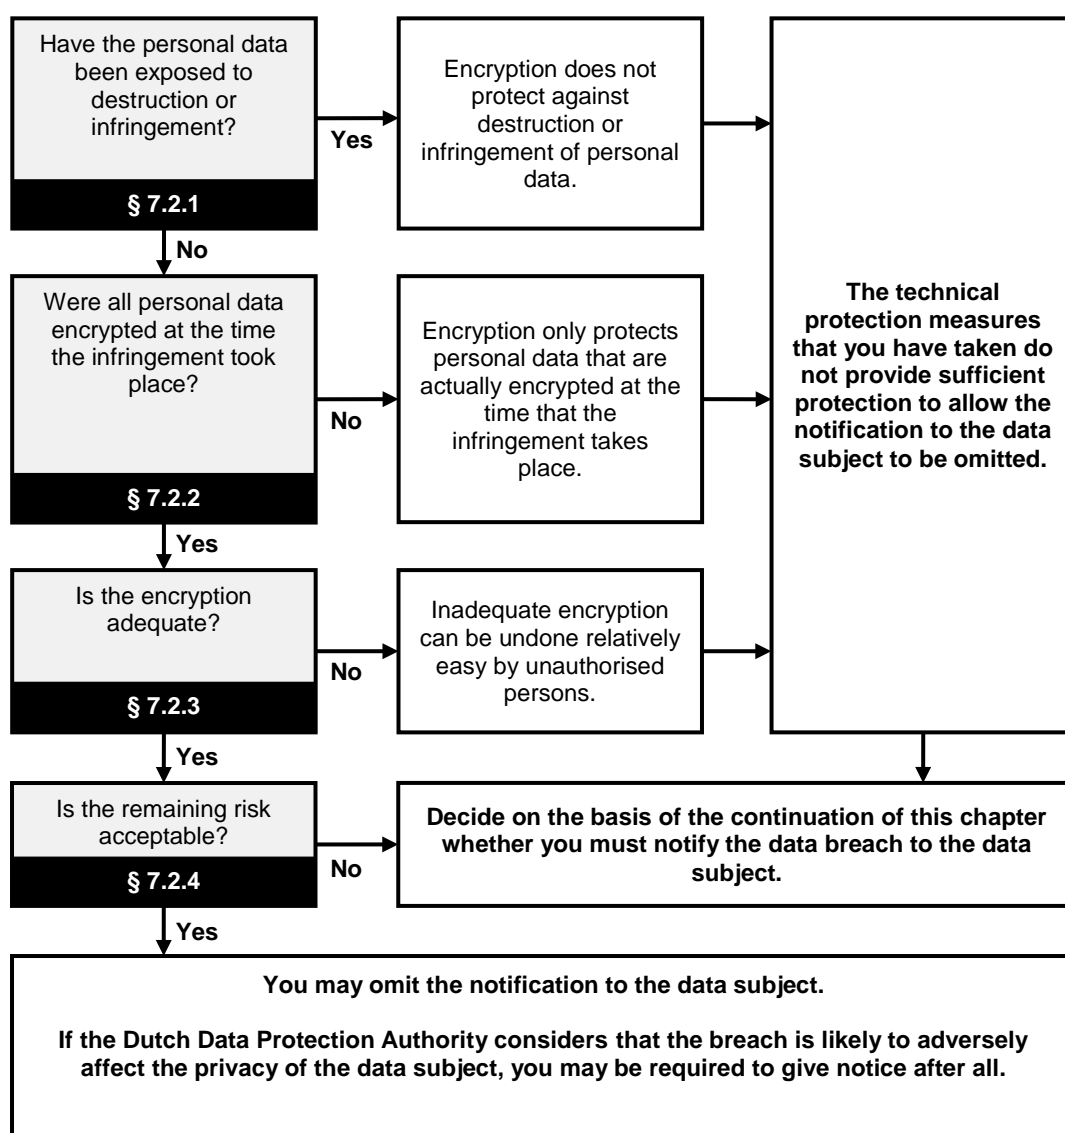 Have the personal data
been exposed to
destruction or
infringement?
§ 7.2.1
Yes
Encryption does not
protect against
destruction or
infringement of personal
data.
No
Were all personal data
encrypted at the time
the infringement took
place?
§ 7.2.2
No
Encryption only protects
personal data that are
actually encrypted at the
time that the
infringement takes
place.
The technical
protection measures
that you have taken do
not provide sufficient
protection to allow the
notification to the data
subject to be omitted.
Yes
Is the encryption
adequate?
§ 7.2.3
No
Inadequate encryption
can be undone relatively
easy by unauthorised
persons.
Yes
Is the remaining risk
acceptable?
§ 7.2.4
No
Decide on the basis of the continuation of this chapter
whether you must notify the data breach to the data
subject.
Yes
You may omit the notification to the data subject.
If the Dutch Data Protection Authority considers that the breach is likely to adversely
affect the privacy of the data subject, you may be required to give notice after all.